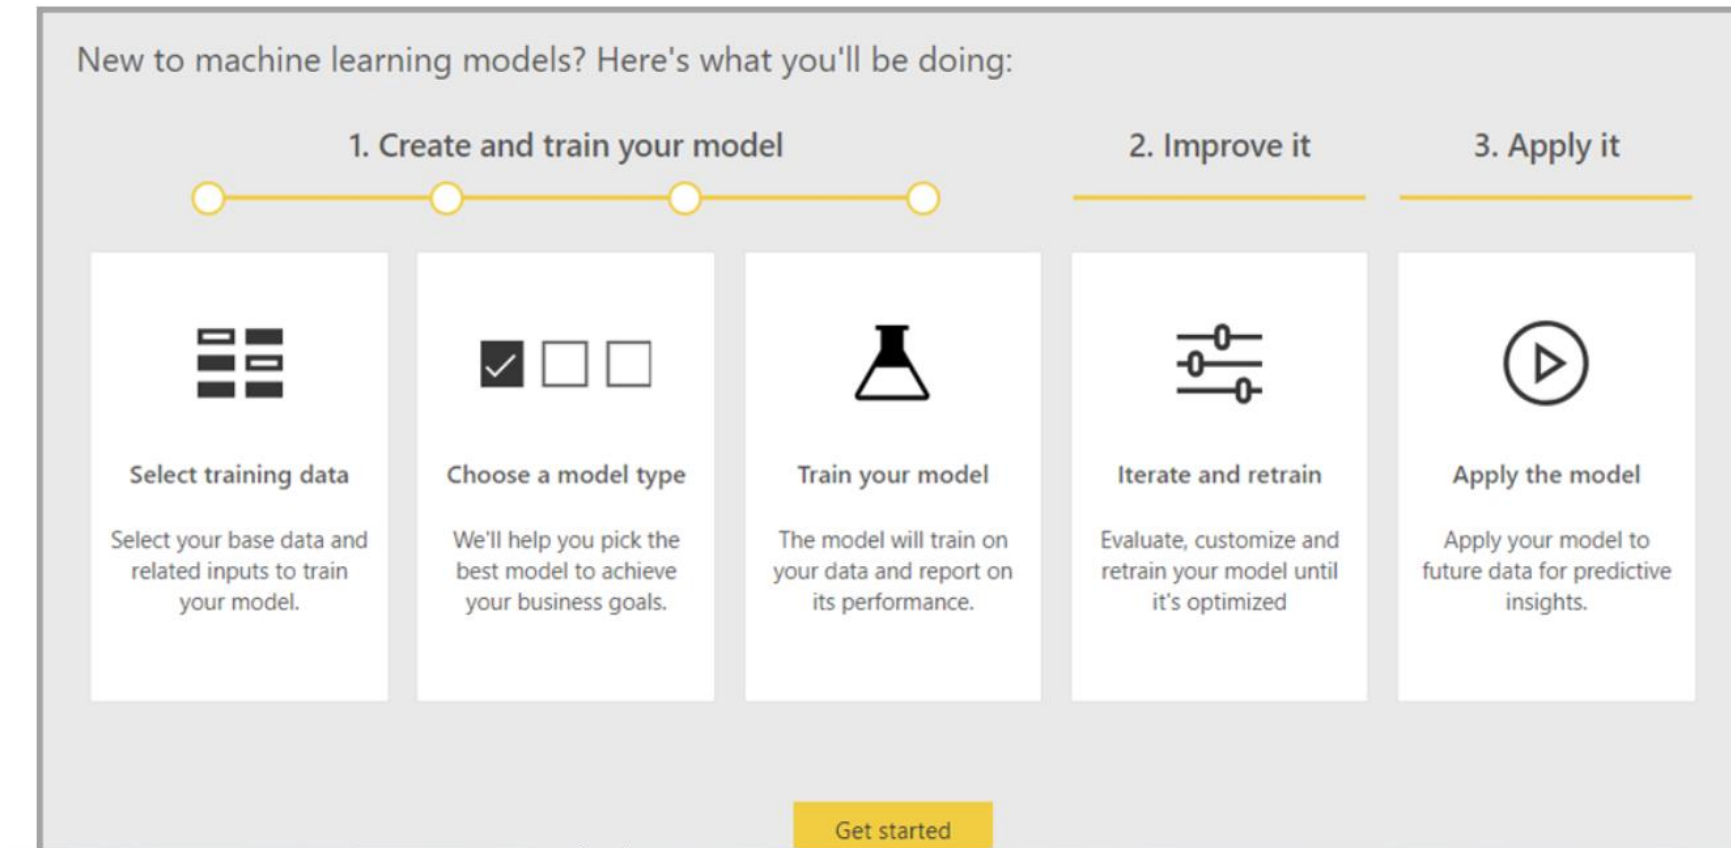 New to machine learning models? Here's what you'll be doing:
1. Create and train your model
2. Improve it
3. Apply it
Select training data
Select your base data and
related inputs to train
your model.
Choose a model type
We'll help you pick the
best model to achieve
your business goals.
Train your model
The model will train on
your data and report on
its performance.
Iterate and retrain
Evaluate, customize and
retrain your model until
it's optimized
Apply the model
Apply your model to
future data for predictive
insights.
Get started